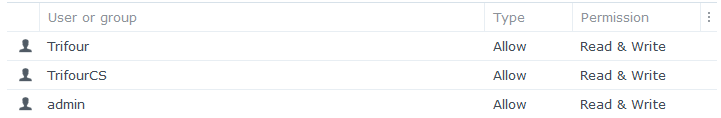 User or group Type Permission
Trifour Allow Read & Write
TrifourCS Allow Read & Write
admin Allow Read & Write